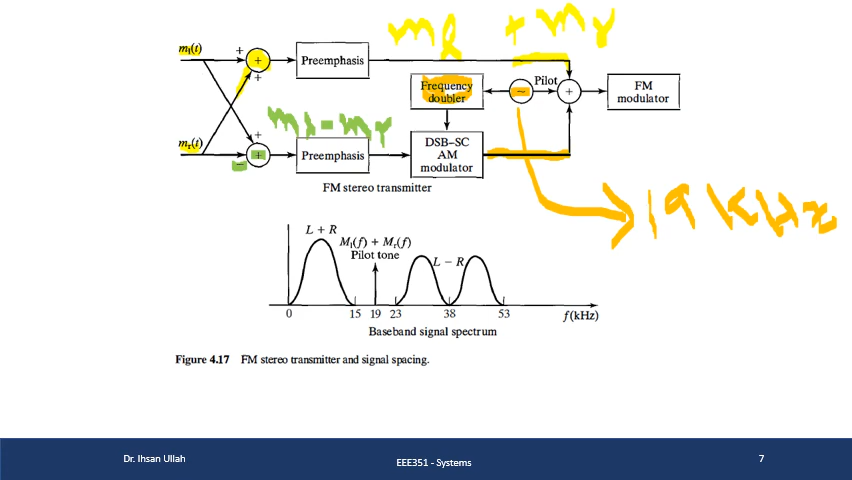 ml + mr
ml(t)
+
+
+
Preemphasis
Frequency
doubler
~
Pilot
+
FM
modulator
ml - mr
mr(t)
+
+
−
Preemphasis
DSB–SC
AM
modulator
FM stereo transmitter
19 KHz
L + R
Ml(f) + Mr(f)
Pilot tone
L − R
0 15 19 23 38 53 f(kHz)
Baseband signal spectrum
Figure 4.17 FM stereo transmitter and signal spacing.
Dr. Ihsan Ullah
EEE351 - Systems
7